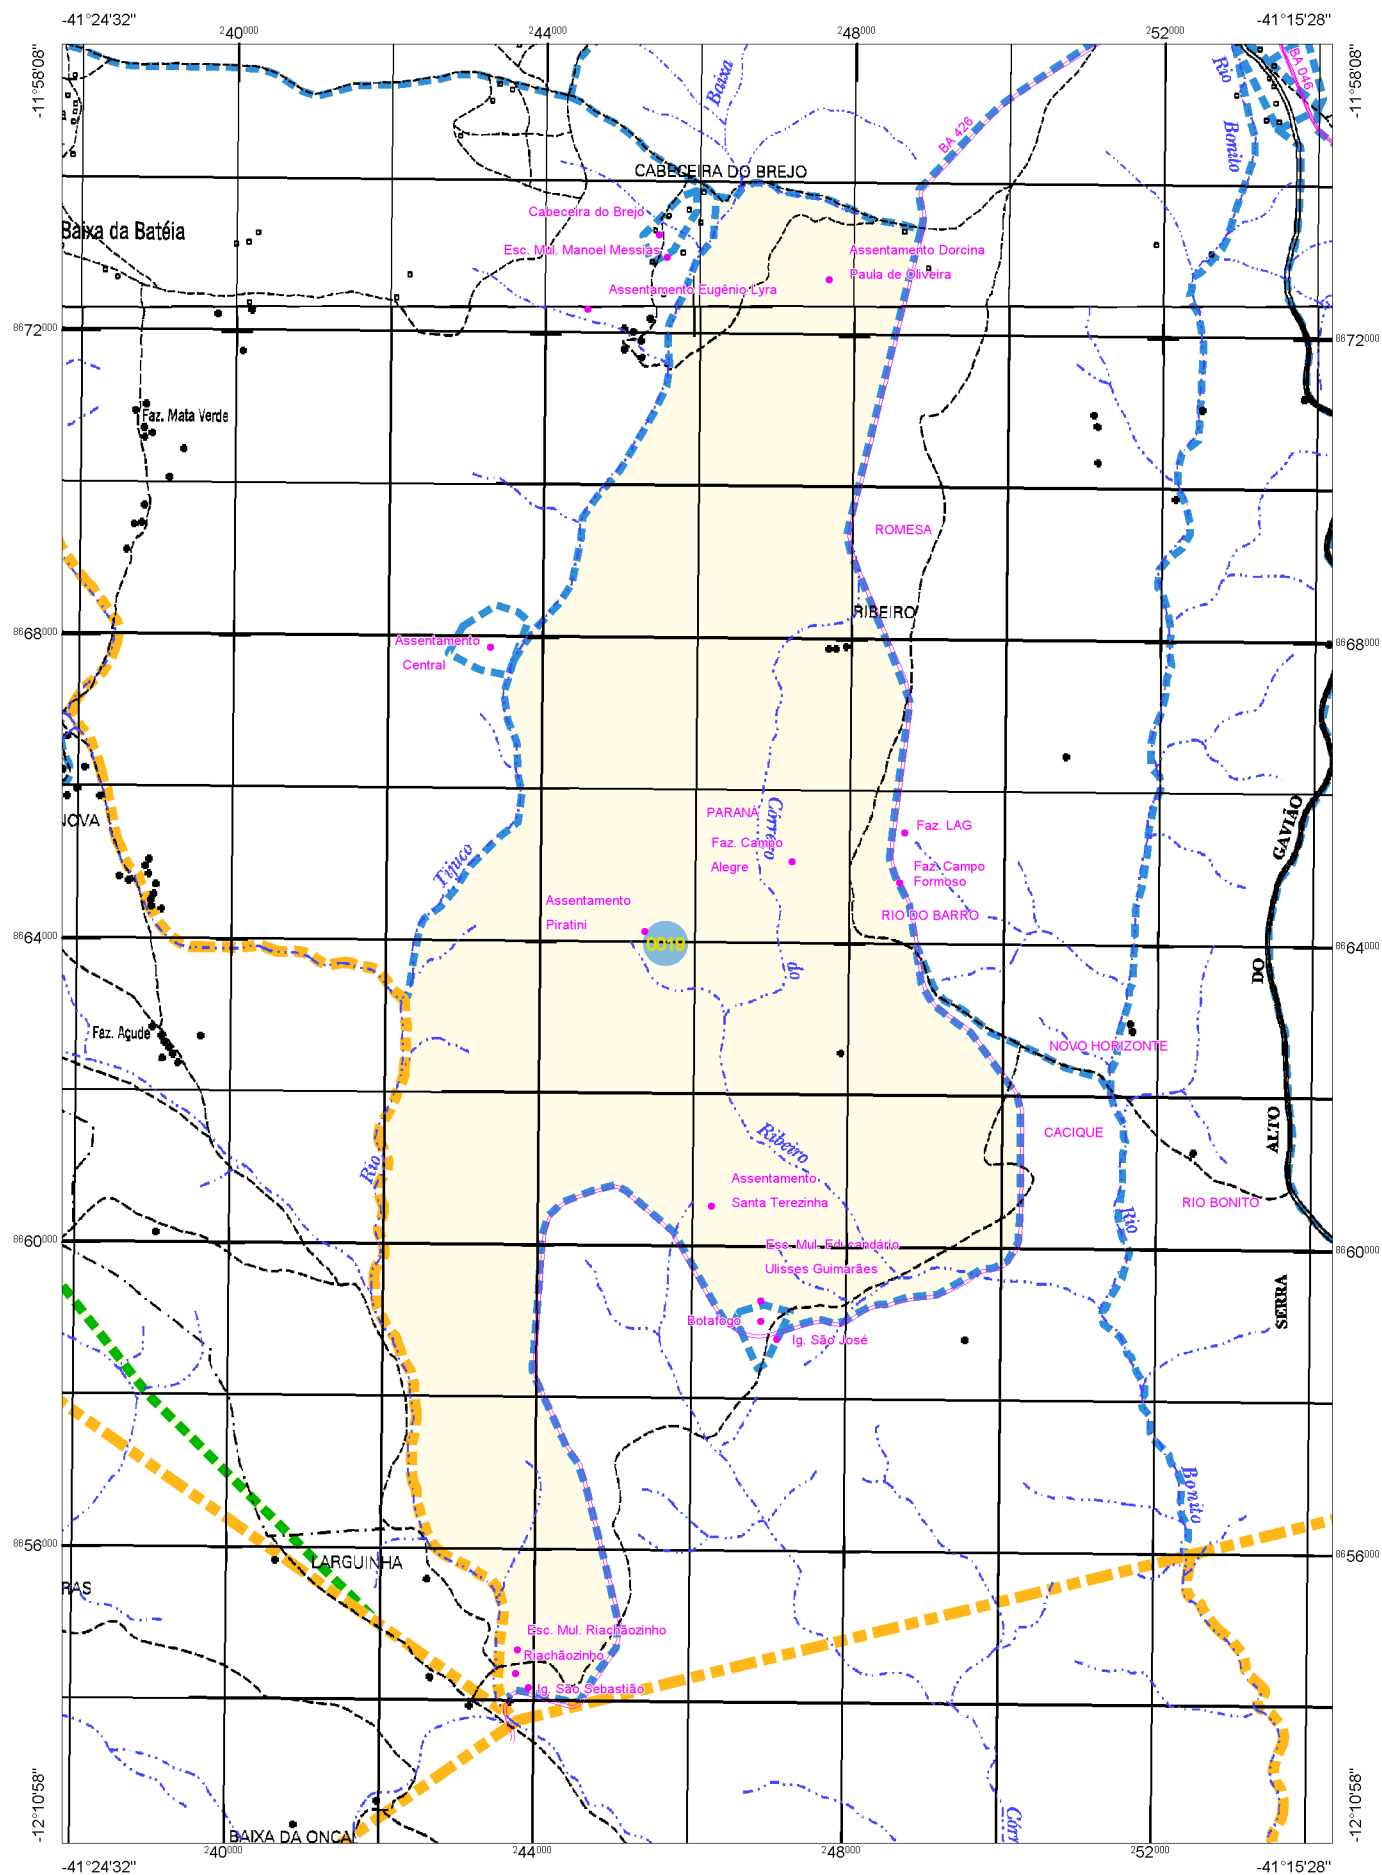 -41°24'32"
-41°15'28"
240000
244000
248000
252000
-11°58'08"
-11°58'08"
Baixa
BA 426
Rio
Bonito
BA 046
CABECEIRA DO BREJO
Cabeceira do Brejo
Baixa da Batéia
Esc. Mul. Manoel Messias
Assentamento Dorcina
Paula de Oliveira
Assentamento Eugênio Lyra
8672000
8672000
Faz. Mata Verde
ROMESA
RIBEIRO
8668000
8668000
Assentamento
Central
PARANÁ
Córrego
NOVA
Faz. LAG
GAVIÃO
Faz. Campo
Alegre
Tijuco
Faz. Campo
Formoso
Assentamento
Piratini
RIO DO BARRO
8664000
8664000
0019
do
DO
Faz. Açude
NOVO HORIZONTE
CACIQUE
ALTO
Ribeiro
Rio
Assentamento
Santa Terezinha
RIO BONITO
Rio
8660000
8660000
Esc. Mul. Educandário
Ulisses Guimarães
SERRA
Botafogo
Ig. São José
Bonito
8656000
8656000
LARGUINHA
RAS
Esc. Mul. Riachãozinho
Riachãozinho
Ig. São Sebastião
-12°10'58"
-12°10'58"
Córr
BAIXA DA ONÇA
240000
244000
248000
252000
-41°24'32"
-41°15'28"